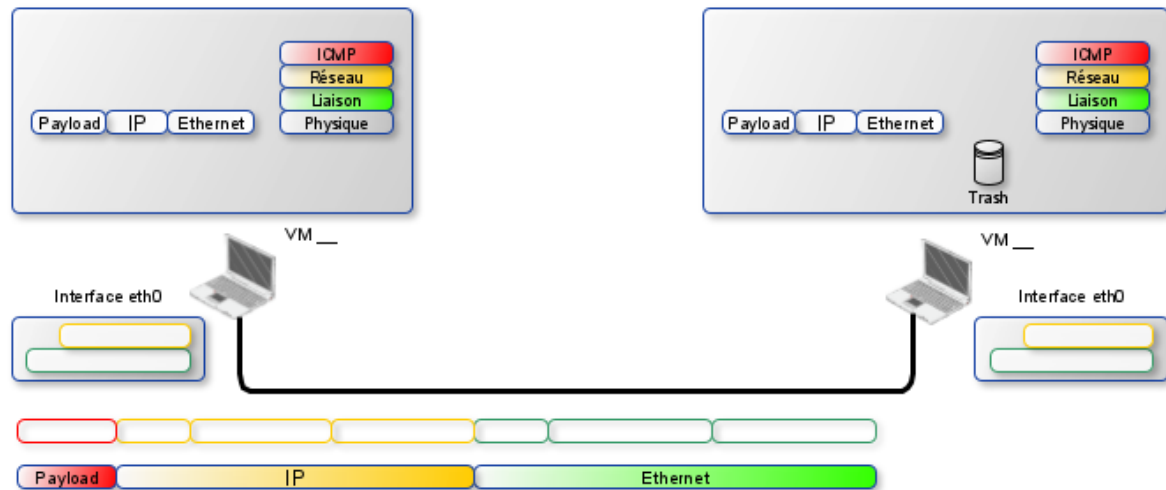 ICMP
Réseau
Liaison
Physique
Payload IP Ethernet
ICMP
Réseau
Liaison
Physique
Payload IP Ethernet
Trash
VM __
VM __
Interface eth0
Interface eth0
Payload IP Ethernet